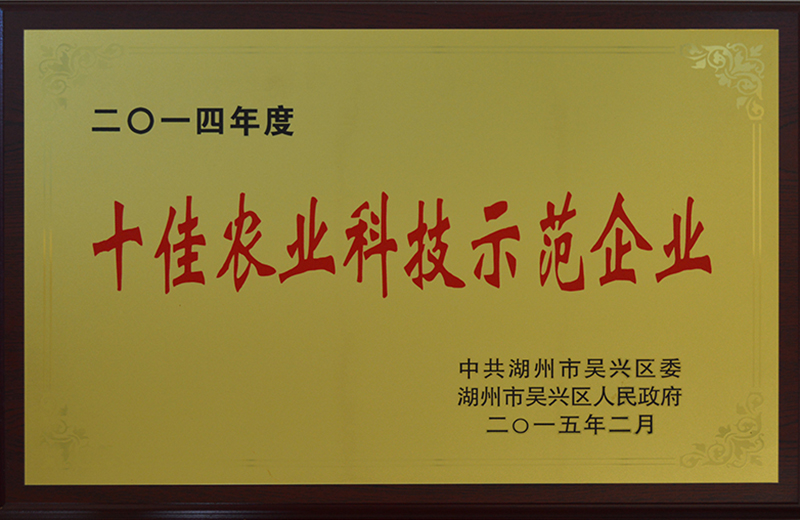 二〇一四年度
十佳农业科技示范企业
中共湖州市吴兴区委
湖州市吴兴区人民政府
二〇一五年二月